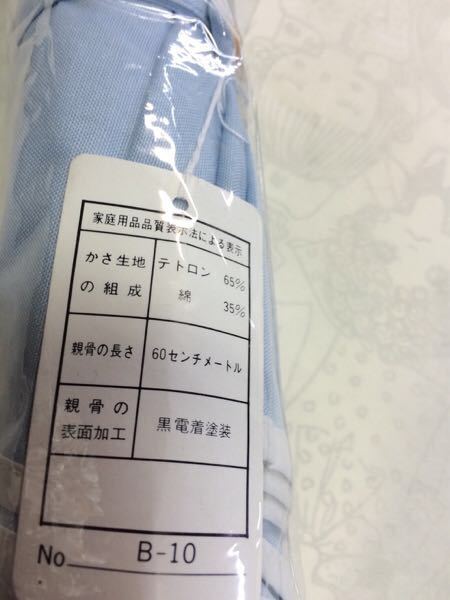 家庭用品品質表示法による表示
かさ生地の組成
テトロン 65%
綿 35%
親骨の長さ
60センチメートル
親骨の表面加工
黒電着塗装
No B-10